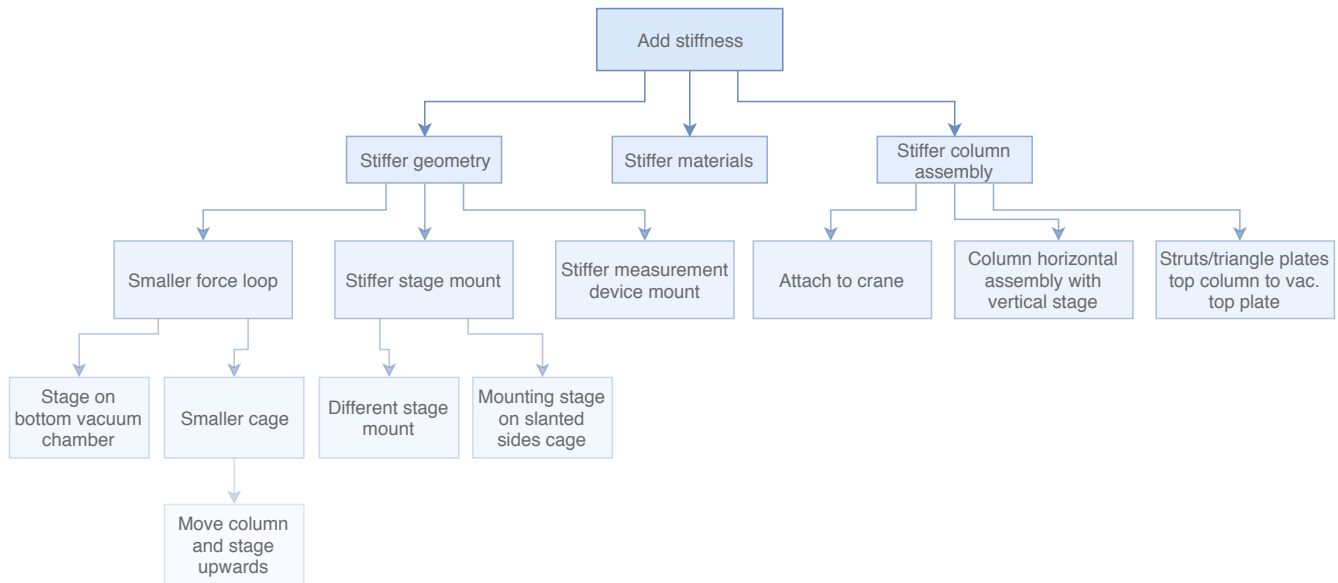 Add stiffness
Stiffer geometry
Stiffer materials
Stiffer column
assembly
Smaller force loop
Stiffer stage mount
Stiffer measurement
device mount
Attach to crane
Column horizontal
assembly with
vertical stage
Struts/triangle plates
top column to vac.
top plate
Stage on
bottom vacuum
chamber
Smaller cage
Different stage
mount
Mounting stage
on slanted
sides cage
Move column
and stage
upwards